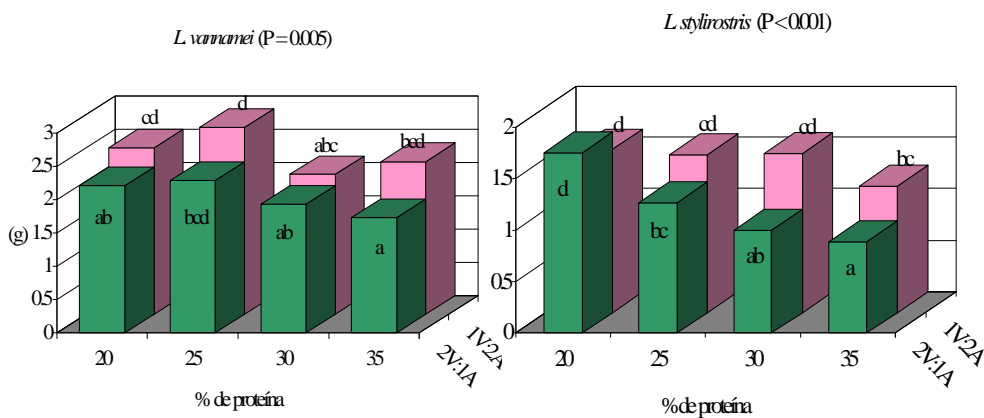 L. vannamei (P=0.005)
L. stylirostris (P<0.001)
3
2.5
2
1.5
1
0.5
0
(g)
cd
d
abc
bcd
ab
bcd
ab
a
20
25
30
35
2V:1A
1V:2A
% de proteína
2
1.5
1
0.5
0
d
cd
cd
bc
d
bc
ab
a
20
25
30
35
2V:1A
1V:2A
% de proteína